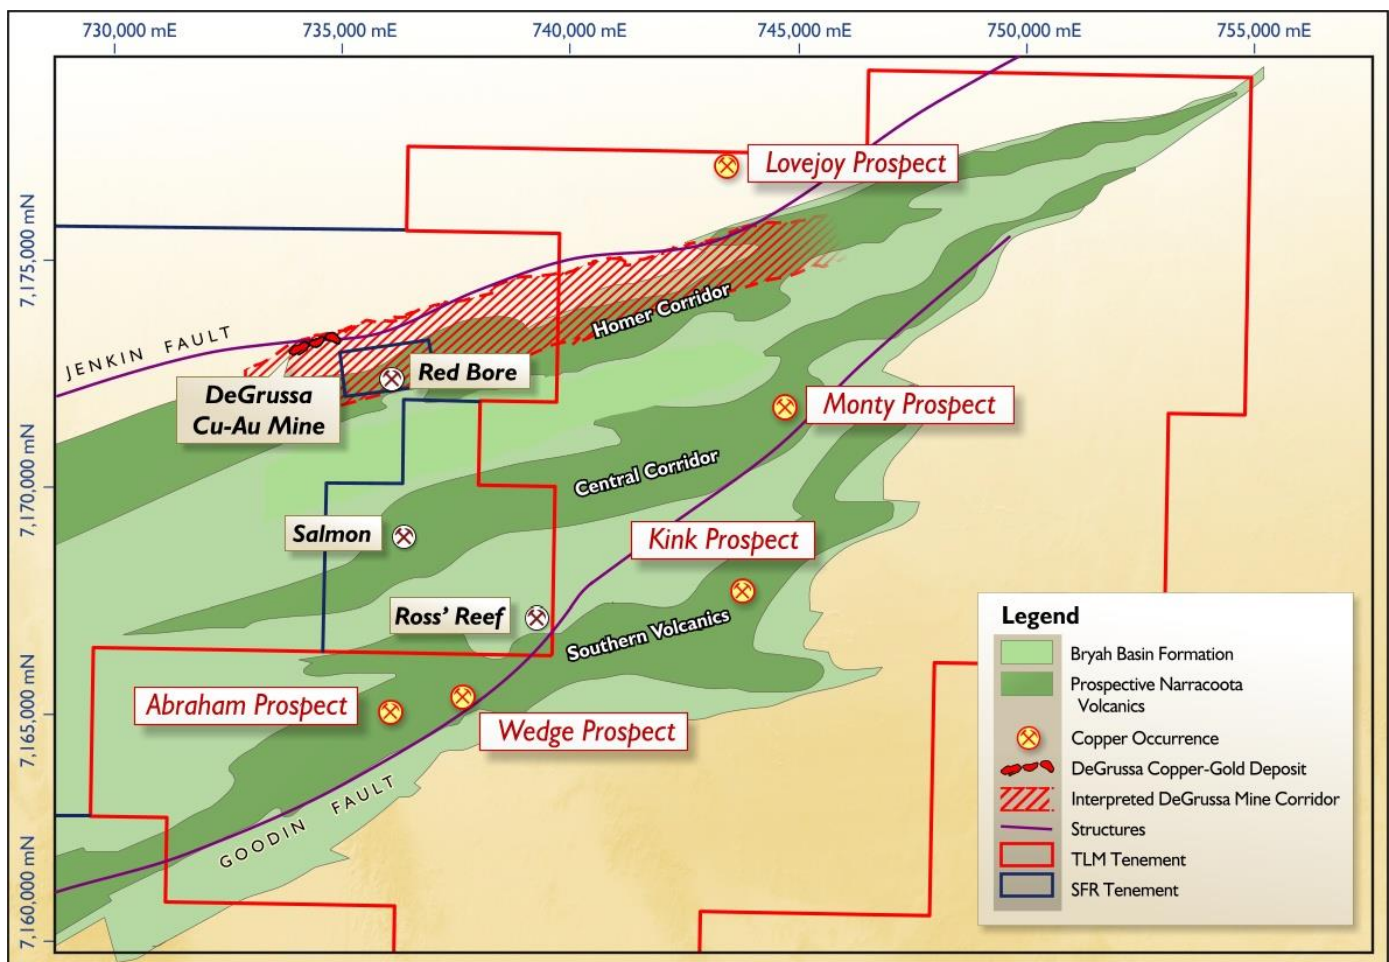 730,000 mE
735,000 mE
740,000 mE
745,000 mE
750,000 mE
755,000 mE
7,175,000 mN
7,170,000 mN
7,165,000 mN
7,160,000 mN
Lovejoy Prospect
JENKIN FAULT
Homer Corridor
Red Bore
DeGrussa
Cu-Au Mine
Monty Prospect
Central Corridor
Salmon
Kink Prospect
Ross' Reef
Southern Volcanics
Abraham Prospect
Wedge Prospect
GOODIN FAULT
Legend
Bryah Basin Formation
Prospective Narracoota
Volcanics
Copper Occurrence
DeGrussa Copper-Gold Deposit
Interpreted DeGrussa Mine Corridor
Structures
TLM Tenement
SFR Tenement